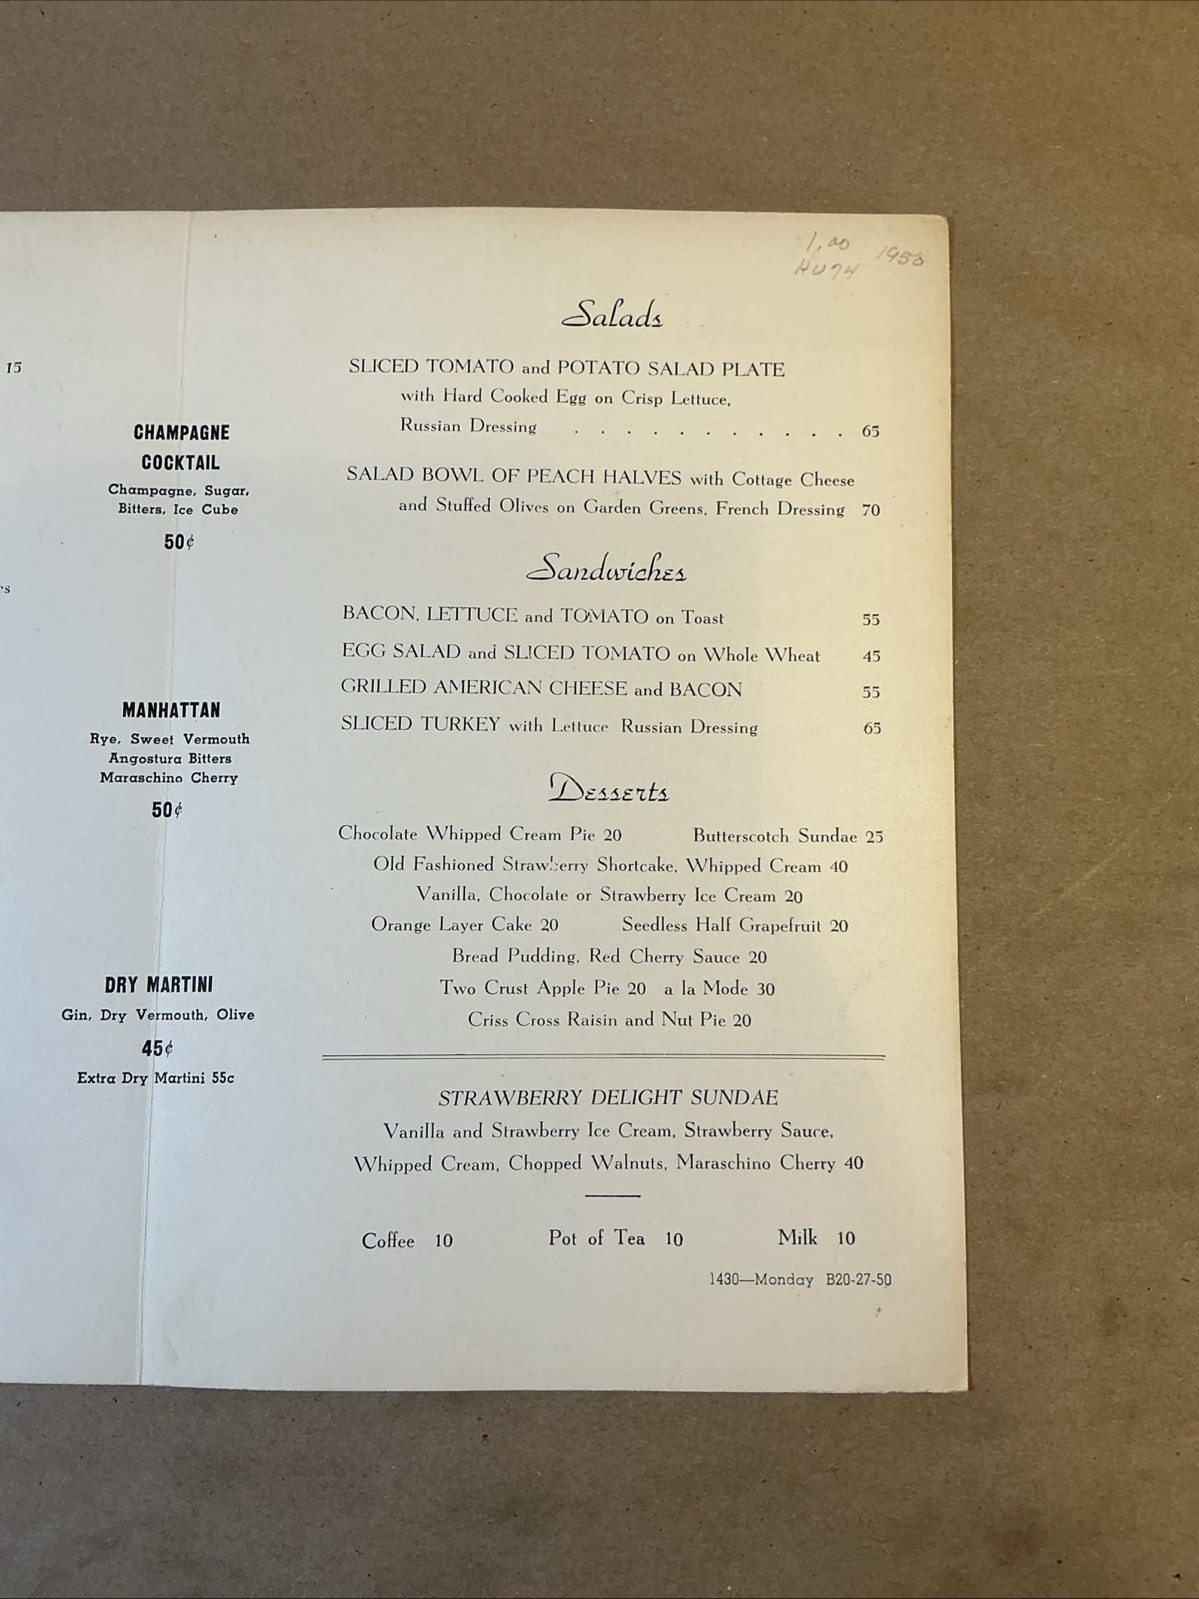 1.00 1950
HU74
15
CHAMPAGNE
COCKTAIL
Champagne, Sugar,
Bitters, Ice Cube
50¢
MANHATTAN
Rye, Sweet Vermouth
Angostura Bitters
Maraschino Cherry
50¢
DRY MARTINI
Gin, Dry Vermouth, Olive
45¢
Extra Dry Martini 55c
Salads
SLICED TOMATO and POTATO SALAD PLATE
with Hard Cooked Egg on Crisp Lettuce,
Russian Dressing . . . . . . . . . . . 65
SALAD BOWL OF PEACH HALVES with Cottage Cheese
and Stuffed Olives on Garden Greens, French Dressing 70
Sandwiches
BACON, LETTUCE and TOMATO on Toast 55
EGG SALAD and SLICED TOMATO on Whole Wheat 45
GRILLED AMERICAN CHEESE and BACON 55
SLICED TURKEY with Lettuce Russian Dressing 65
Desserts
Chocolate Whipped Cream Pie 20 Butterscotch Sundae 25
Old Fashioned Strawberry Shortcake, Whipped Cream 40
Vanilla, Chocolate or Strawberry Ice Cream 20
Orange Layer Cake 20 Seedless Half Grapefruit 20
Bread Pudding, Red Cherry Sauce 20
Two Crust Apple Pie 20 a la Mode 30
Criss Cross Raisin and Nut Pie 20
STRAWBERRY DELIGHT SUNDAE
Vanilla and Strawberry Ice Cream, Strawberry Sauce,
Whipped Cream, Chopped Walnuts, Maraschino Cherry 40
Coffee 10 Pot of Tea 10 Milk 10
1430—Monday B20-27-50